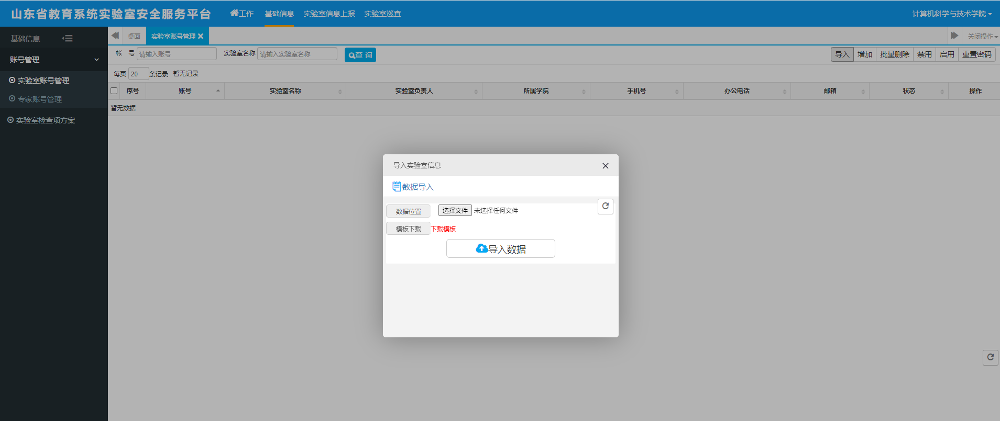 山东省教育系统实验室安全服务平台
工作 基础信息 实验室信息上报 实验室巡查
计算机科学与技术学院
基础信息
桌面 实验室账号管理
关闭操作
账号管理
实验室账号管理
专家账号管理
实验室检查项方案
帐 号 请输入账号 实验室名称 请输入实验室名称 查 询
导入 增加 批量删除 禁用 启用 重置密码
每页 20 条记录 暂无记录
序号 账号 实验室名称 实验室负责人 所属学院 手机号 办公电话 邮箱 状态 操作
暂无数据
导入实验室信息
数据导入
数据位置 选择文件 未选择任何文件
模板下载 下载模板
导入数据